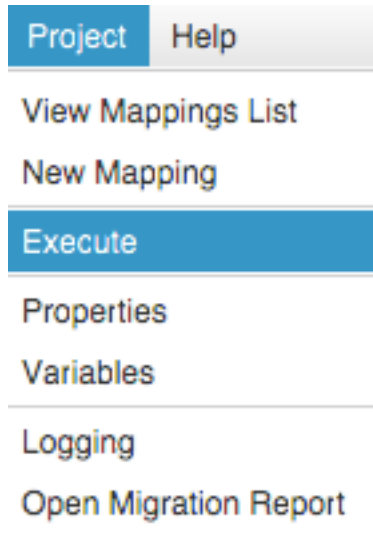 Project Help
View Mappings List
New Mapping
Execute
Properties
Variables
Logging
Open Migration Report